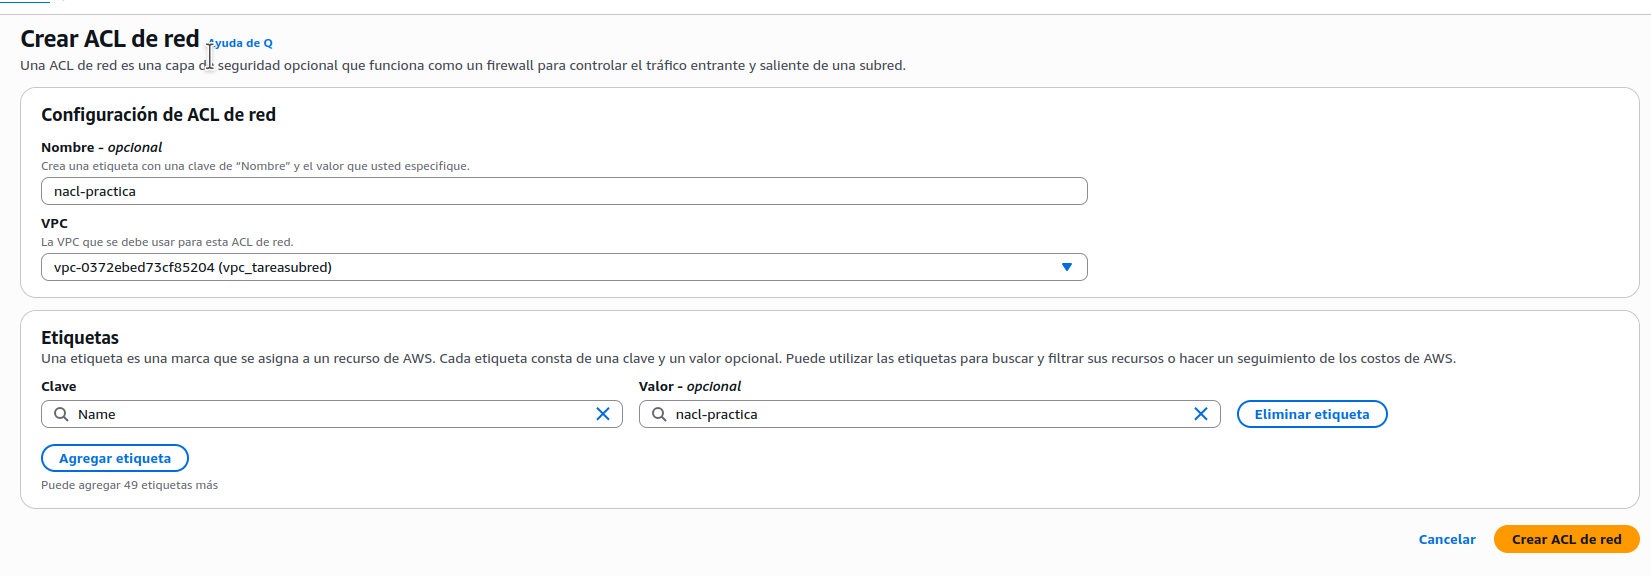 Crear ACL de red Ayuda de Q
Una ACL de red es una capa de seguridad opcional que funciona como un firewall para controlar el tráfico entrante y saliente de una subred.
Configuración de ACL de red
Nombre - opcional
Crea una etiqueta con una clave de “Nombre” y el valor que usted especifique.
nacl-practica
VPC
La VPC que se debe usar para esta ACL de red.
vpc-0372ebed73cf85204 (vpc_tareasubred)
Etiquetas
Una etiqueta es una marca que se asigna a un recurso de AWS. Cada etiqueta consta de una clave y un valor opcional. Puede utilizar las etiquetas para buscar y filtrar sus recursos o hacer un seguimiento de los costos de AWS.
Clave Valor - opcional
Name nacl-practica Eliminar etiqueta
Agregar etiqueta
Puede agregar 49 etiquetas más
Cancelar Crear ACL de red